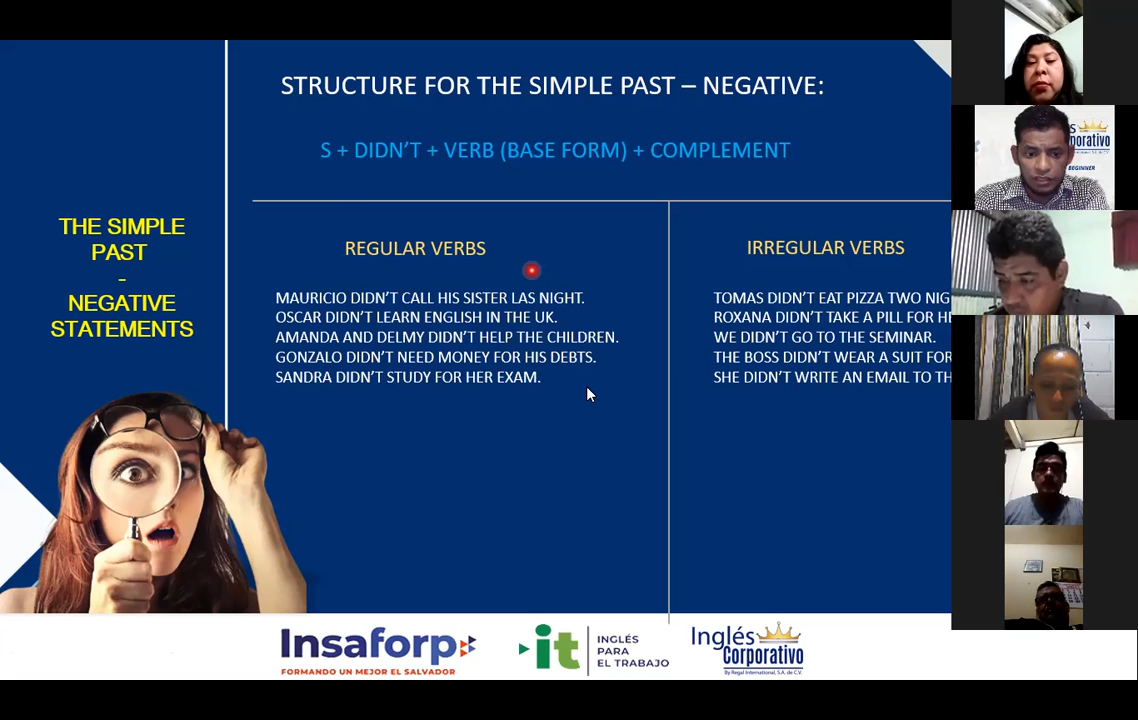 STRUCTURE FOR THE SIMPLE PAST – NEGATIVE:
S + DIDN'T + VERB (BASE FORM) + COMPLEMENT
THE SIMPLE
PAST
-
NEGATIVE
STATEMENTS
REGULAR VERBS
MAURICIO DIDN'T CALL HIS SISTER LAS NIGHT.
OSCAR DIDN'T LEARN ENGLISH IN THE UK.
AMANDA AND DELMY DIDN'T HELP THE CHILDREN.
GONZALO DIDN'T NEED MONEY FOR HIS DEBTS.
SANDRA DIDN'T STUDY FOR HER EXAM.
IRREGULAR VERBS
TOMAS DIDN'T EAT PIZZA TWO
ROXANA DIDN'T TAKE A PILL FOR
WE DIDN'T GO TO THE SEMINAR.
THE BOSS DIDN'T WEAR A SUIT FOR
SHE DIDN'T WRITE AN EMAIL TO
Insaforp
FORMANDO UN MEJOR EL SALVADOR
it
INGLÉS
PARA
EL TRABAJO
Inglés
Corporativo
By Regal International, S.A. de C.V.
BEGINNER